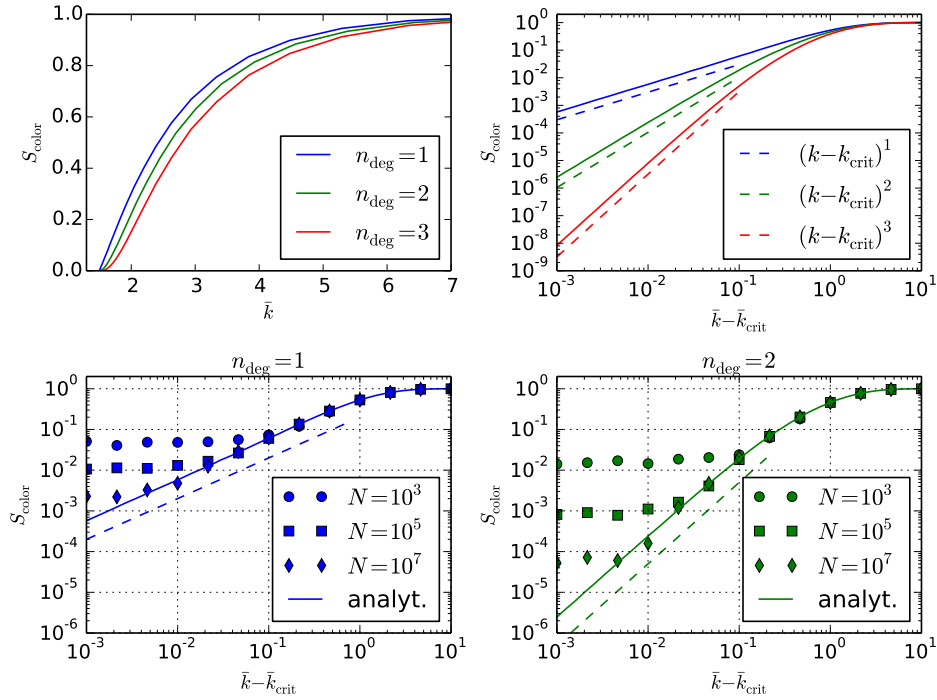 1.0
0.8
0.6
0.4
0.2
0.0
S_color
2 3 4 5 6 7
k̄
n_deg=1
n_deg=2
n_deg=3
10^0
10^-1
10^-2
10^-3
10^-4
10^-5
10^-6
10^-7
10^-8
10^-9
S_color
10^-3 10^-2 10^-1 10^0 10^1
k̄−k̄_crit
(k−k_crit)^1
(k−k_crit)^2
(k−k_crit)^3
n_deg=1
10^0
10^-1
10^-2
10^-3
10^-4
10^-5
10^-6
S_color
10^-3 10^-2 10^-1 10^0 10^1
k̄−k̄_crit
N=10^3
N=10^5
N=10^7
analyt.
n_deg=2
10^0
10^-1
10^-2
10^-3
10^-4
10^-5
10^-6
S_color
10^-3 10^-2 10^-1 10^0 10^1
k̄−k̄_crit
N=10^3
N=10^5
N=10^7
analyt.